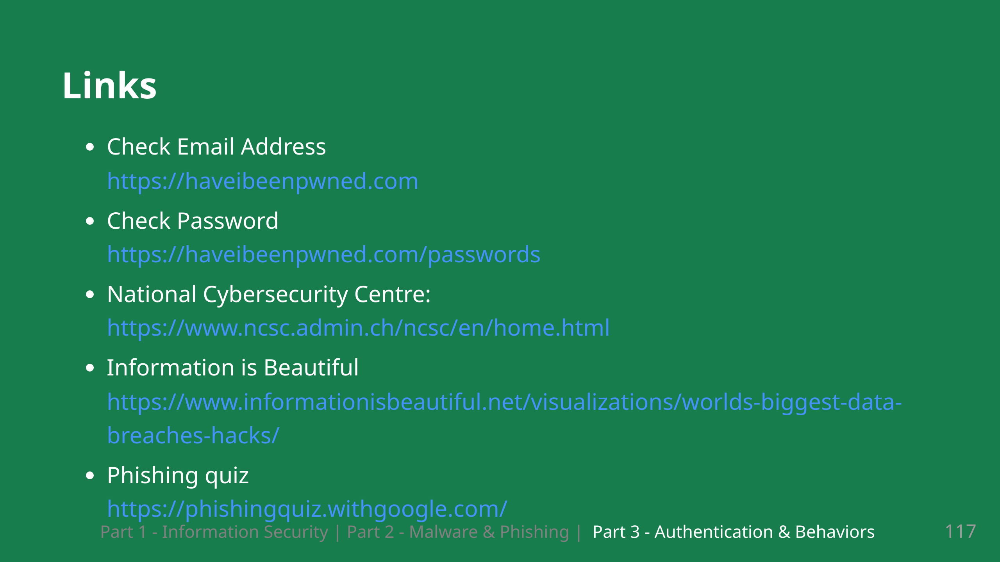 Links
• Check Email Address
https://haveibeenpwned.com
• Check Password
https://haveibeenpwned.com/passwords
• National Cybersecurity Centre:
https://www.ncsc.admin.ch/ncsc/en/home.html
• Information is Beautiful
https://www.informationisbeautiful.net/visualizations/worlds-biggest-data-
breaches-hacks/
• Phishing quiz
https://phishingquiz.withgoogle.com/
Part 1 - Information Security | Part 2 - Malware & Phishing | Part 3 - Authentication & Behaviors 117